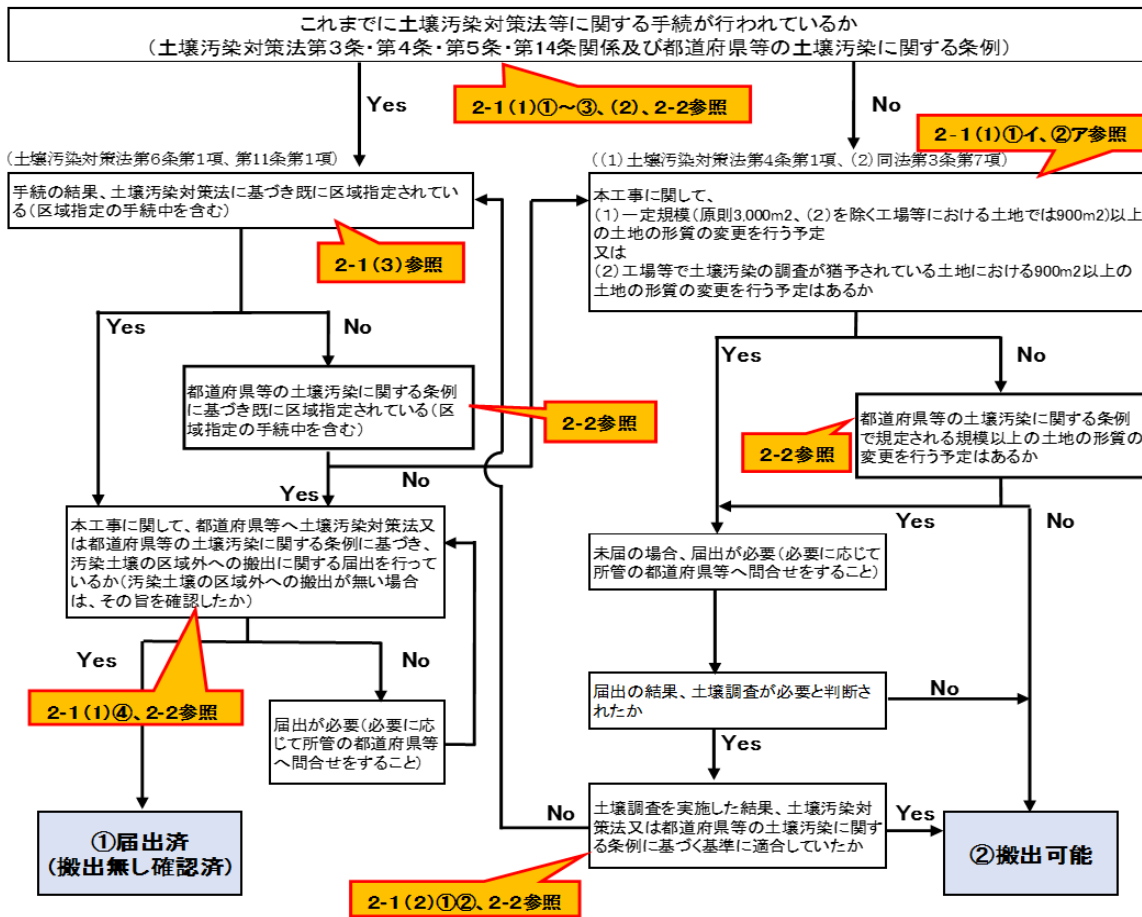 これまでに土壌汚染対策法等に関する手続が行われているか
(土壌汚染対策法第3条・第4条・第5条・第14条関係及び都道府県等の土壌汚染に関する条例)
Yes
2-1(1)①～③、(2)、2-2参照
No
2-1(1)①イ、②ア参照
(土壌汚染対策法第6条第1項、第11条第1項)
((1)土壌汚染対策法第4条第1項、(2)同法第3条第7項)
手続の結果、土壌汚染対策法に基づき既に区域指定されてい
る(区域指定の手続中を含む)
2-1(3)参照
本工事に関して、
(1)一定規模(原則3,000m2、(2)を除く工場等における土地では900m2)以上
の土地の形質の変更を行う予定
又は
(2)工場等で土壌汚染の調査が猶予されている土地における900m2以上の
土地の形質の変更を行う予定はあるか
Yes
No
Yes
No
都道府県等の土壌汚染に関する条例
に基づき既に区域指定されている(区
域指定の手続中を含む)
2-2参照
都道府県等の土壌汚染に関する条例
で規定される規模以上の土地の形質の
変更を行う予定はあるか
2-2参照
Yes
No
Yes
No
本工事に関して、都道府県等へ土壌汚染対策法又
は都道府県等の土壌汚染に関する条例に基づき、
汚染土壌の区域外への搬出に関する届出を行って
いるか(汚染土壌の区域外への搬出が無い場合
は、その旨を確認したか)
未届の場合、届出が必要(必要に応じて
所管の都道府県等へ問合せをすること)
Yes
No
2-1(1)④、2-2参照
届出が必要(必要に応
じて所管の都道府県等
へ問合せをすること)
届出の結果、土壌調査が必要と判断さ
れたか
No
Yes
No
土壌調査を実施した結果、土壌汚染対
策法又は都道府県等の土壌汚染に関す
る条例に基づく基準に適合していたか
Yes
①届出済
(搬出無し確認済)
②搬出可能
2-1(2)①②、2-2参照